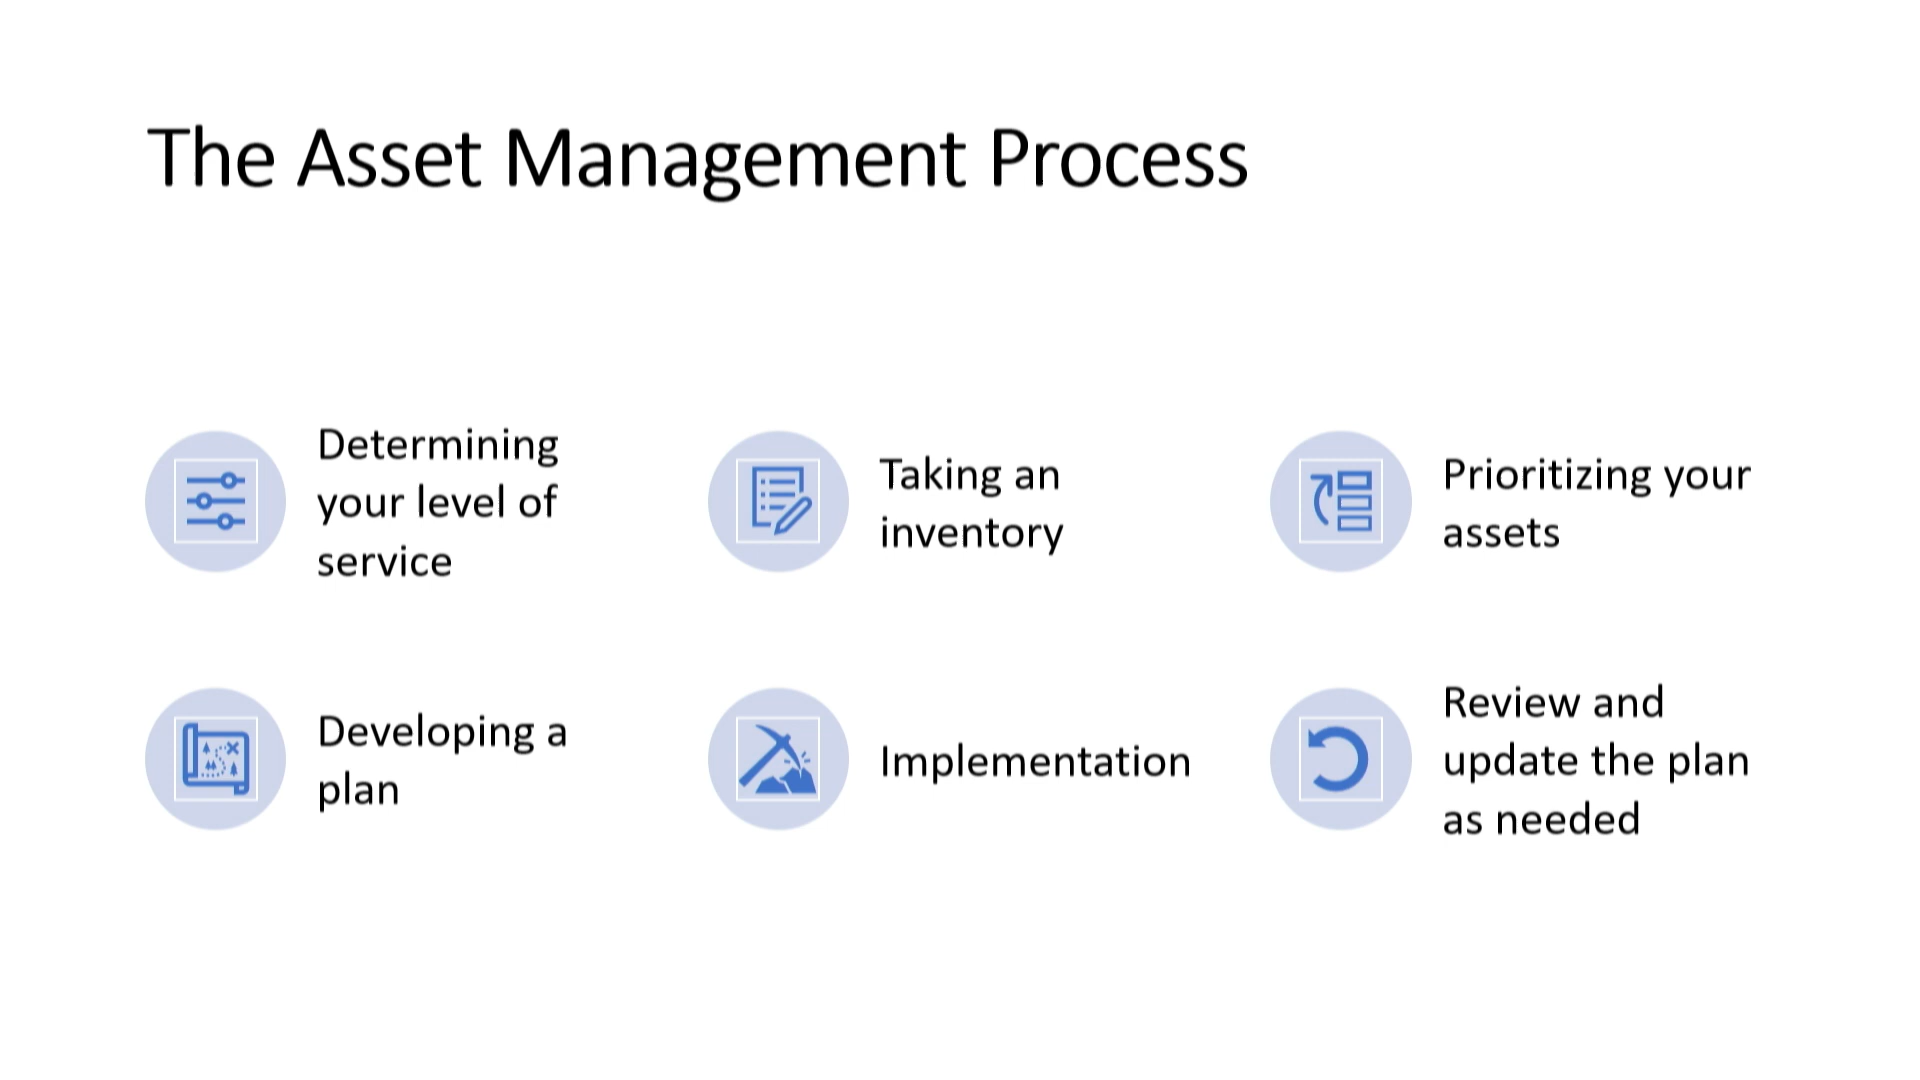 The Asset Management Process
Determining
your level of
service
Taking an
inventory
Prioritizing your
assets
Developing a
plan
Implementation
Review and
update the plan
as needed